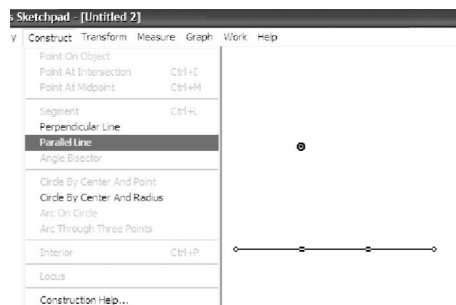 s Sketchpad - [Untitled 2]
y Construct Transform Measure Graph Work Help
Point On Object
Point At Intersection Ctrl+I
Point At Midpoint Ctrl+M
Segment Ctrl+L
Perpendicular Line
Parallel Line
Angle Bisector
Circle By Center And Point
Circle By Center And Radius
Arc On Circle
Arc Through Three Points
Interior Ctrl+P
Locus
Construction Help...